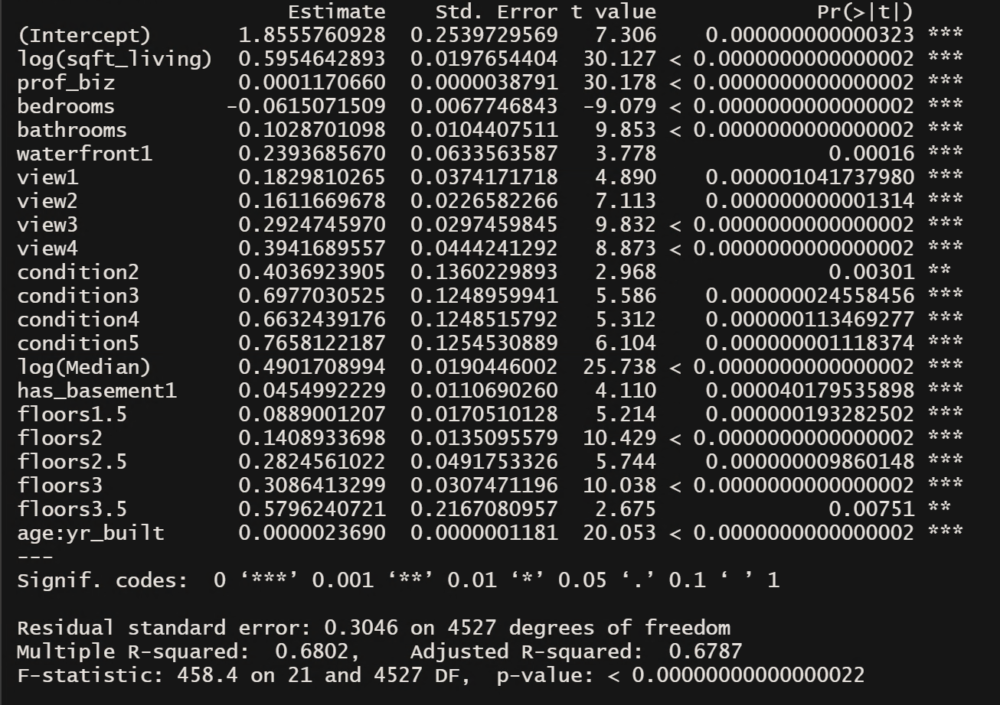 Estimate Std. Error t value Pr(>|t|)
(Intercept) 1.8555760928 0.2539729569 7.306 0.000000000000323 ***
log(sqft_living) 0.5954642893 0.0197654404 30.127 < 0.0000000000000002 ***
prof_biz 0.0001170660 0.0000038791 30.178 < 0.0000000000000002 ***
bedrooms -0.0615071509 0.0067746843 -9.079 < 0.0000000000000002 ***
bathrooms 0.1028701098 0.0104407511 9.853 < 0.0000000000000002 ***
waterfront1 0.2393685670 0.0633563587 3.778 0.00016 ***
view1 0.1829810265 0.0374171718 4.890 0.000001041737980 ***
view2 0.1611669678 0.0226582266 7.113 0.000000000001314 ***
view3 0.2924745970 0.0297459845 9.832 < 0.0000000000000002 ***
view4 0.3941689557 0.0444241292 8.873 < 0.0000000000000002 ***
condition2 0.4036923905 0.1360229893 2.968 0.00301 **
condition3 0.6977030525 0.1248959941 5.586 0.000000024558456 ***
condition4 0.6632439176 0.1248515792 5.312 0.000000113469277 ***
condition5 0.7658122187 0.1254530889 6.104 0.000000001118374 ***
log(Median) 0.4901708994 0.0190446002 25.738 < 0.0000000000000002 ***
has_basement1 0.0454992229 0.0110690260 4.110 0.000040179535898 ***
floors1.5 0.0889001207 0.0170510128 5.214 0.000000193282502 ***
floors2 0.1408933698 0.0135095579 10.429 < 0.0000000000000002 ***
floors2.5 0.2824561022 0.0491753326 5.744 0.000000009860148 ***
floors3 0.3086413299 0.0307471196 10.038 < 0.0000000000000002 ***
floors3.5 0.5796240721 0.2167080957 2.675 0.00751 **
age:yr_built 0.0000023690 0.0000001181 20.053 < 0.0000000000000002 ***
---
Signif. codes: 0 ‘***’ 0.001 ‘**’ 0.01 ‘*’ 0.05 ‘.’ 0.1 ‘ ’ 1
Residual standard error: 0.3046 on 4527 degrees of freedom
Multiple R-squared: 0.6802, Adjusted R-squared: 0.6787
F-statistic: 458.4 on 21 and 4527 DF, p-value: < 0.00000000000000022